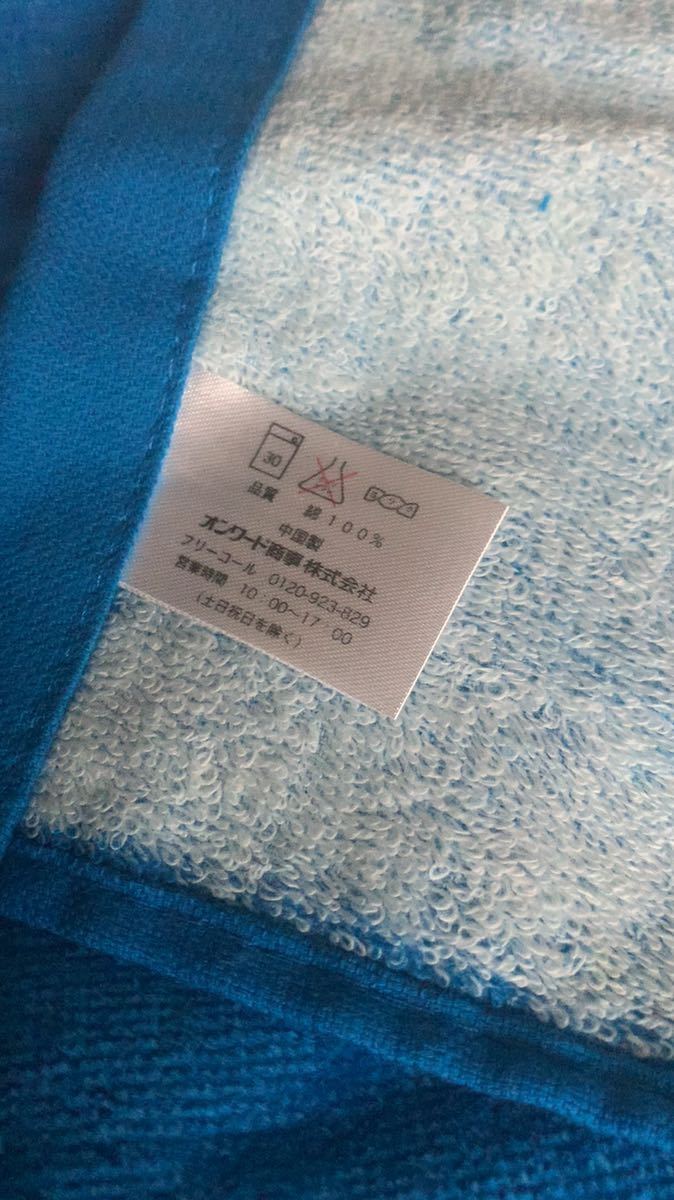 30
品質 綿100%
中国製
オンワード商事株式会社
フリーコール 0120-923-829
営業時間 10 00〜17 00
(土日祝日を除く)